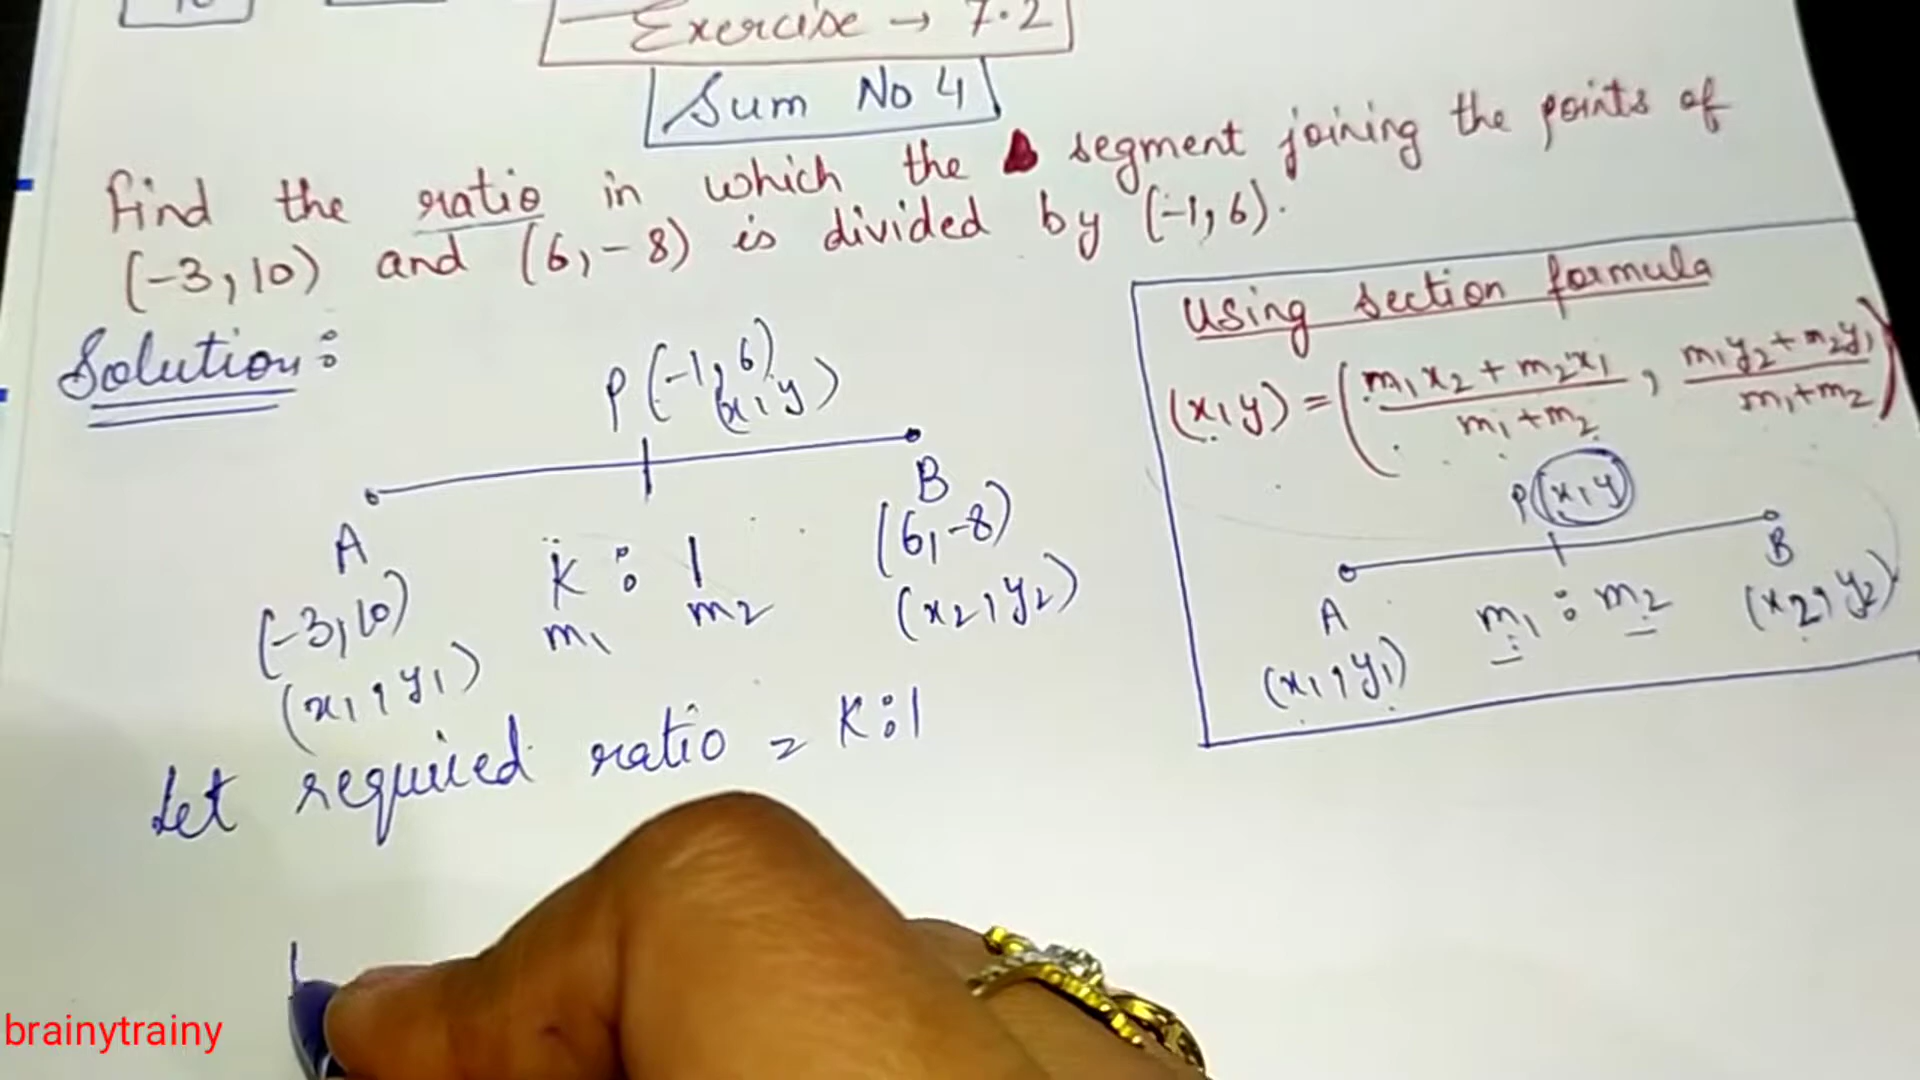 Exercise → 7.2
Sum No 4
Find the ratio in which the segment joining the points of
(-3,10) and (6,-8) is divided by (-1,6).
Solution:
P(-1,6)
(x,y)
A
B
(-3,10)
K : 1
(6,-8)
(x1,y1)
m1 m2
(x2,y2)
Let required ratio = K:1
Using section formula
(x,y) = (m1x2+m2x1/m1+m2, m1y2+m2y1/m1+m2)
P(x,y)
A
B
(x1,y1)
m1 : m2
(x2,y2)
brainytrainy